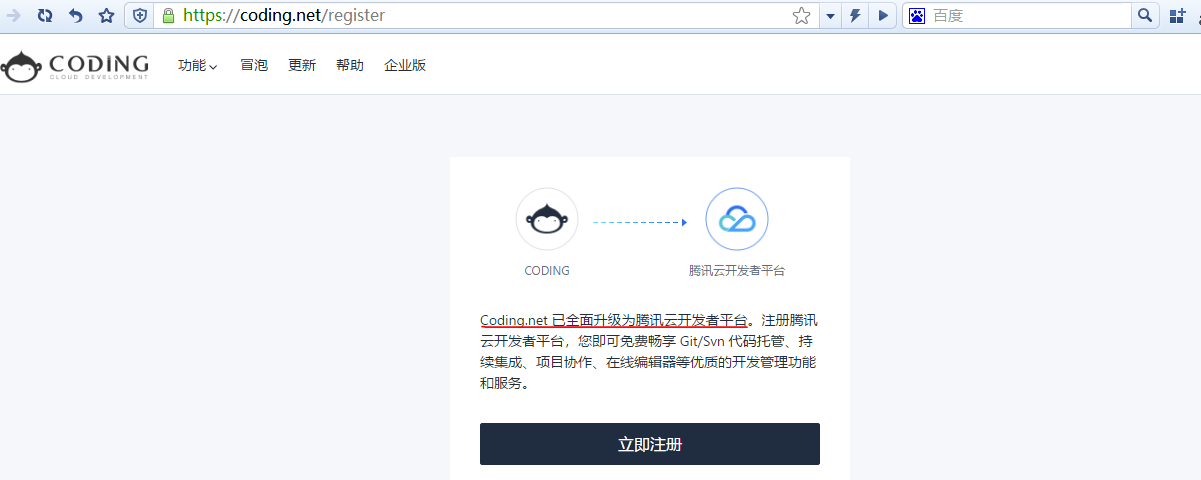 https://coding.net/register
百度
CODING
CLOUD DEVELOPMENT
功能 冒泡 更新 帮助 企业版
CODING
腾讯云开发者平台
Coding.net 已全面升级为腾讯云开发者平台。注册腾讯
云开发者平台，您即可免费畅享 Git/Svn 代码托管、持
续集成、项目协作、在线编辑器等优质的开发管理功能
和服务。
立即注册